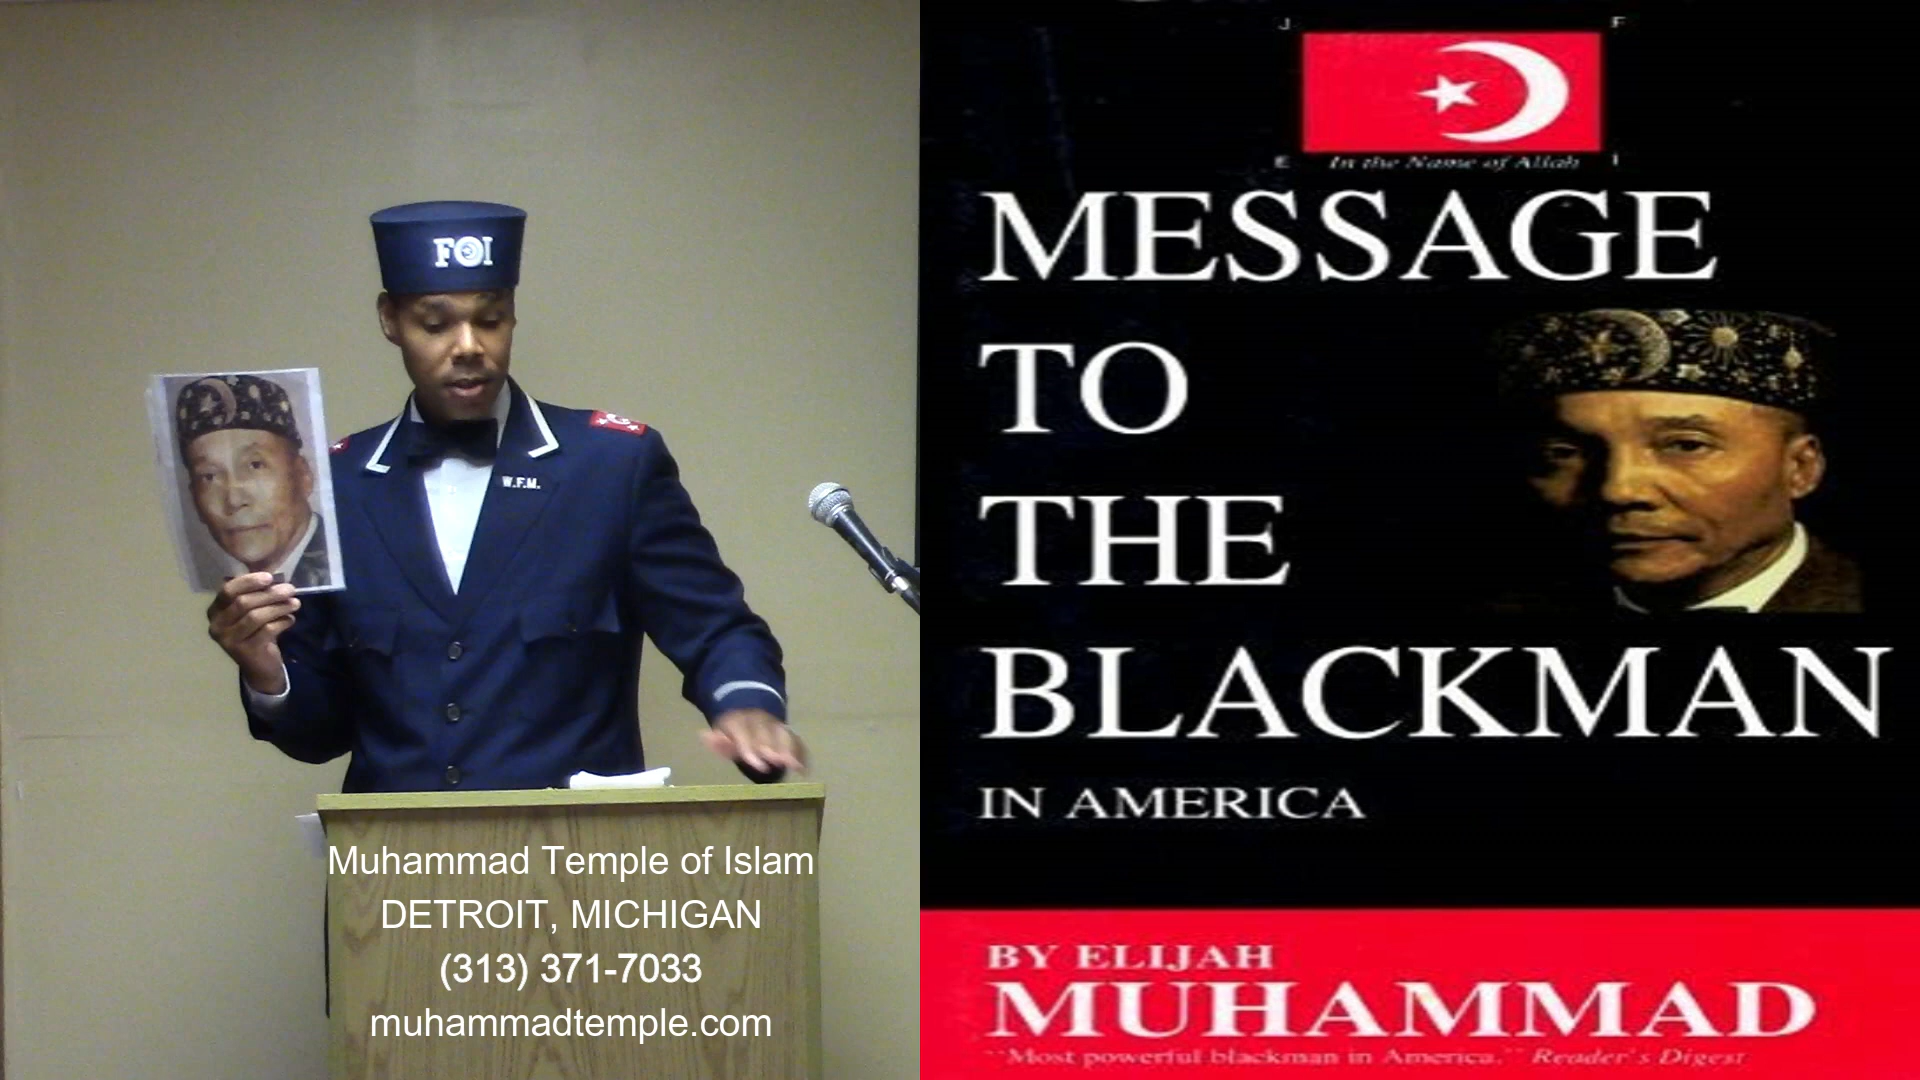 FOI
W.F.M.
Muhammad Temple of Islam
DETROIT, MICHIGAN
(313) 371-7033
muhammadtemple.com
J F
E I
In the Name of Allah
MESSAGE
TO
THE
BLACKMAN
IN AMERICA
BY ELIJAH
MUHAMMAD
"Most powerful blackman in America." Reader's Digest